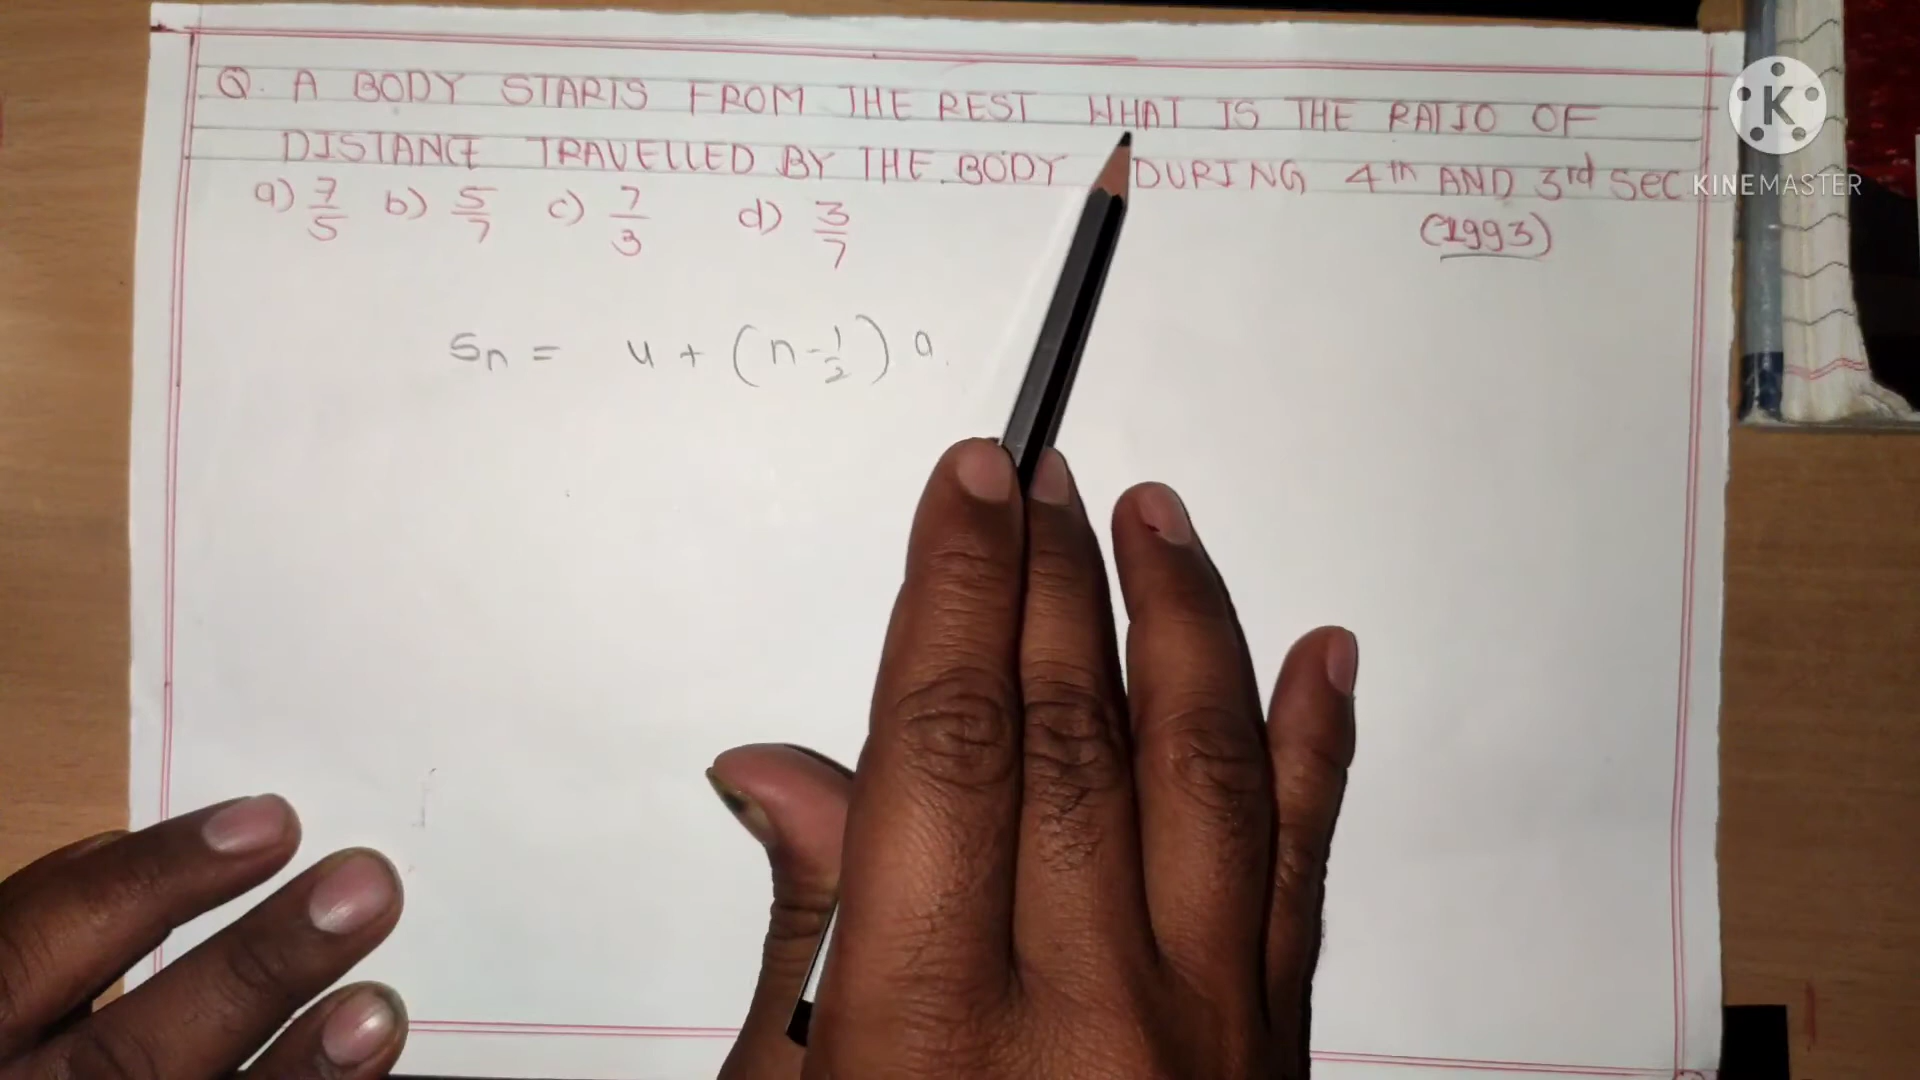 Q. A BODY STARTS FROM THE REST WHAT IS THE RATIO OF
DISTANCE TRAVELLED BY THE BODY DURING 4th AND 3rd SEC
a) 7/5 b) 5/7 c) 7/3 d) 3/7
(1993)
Sn = u + (n - 1/2) a
K
KINEMASTER